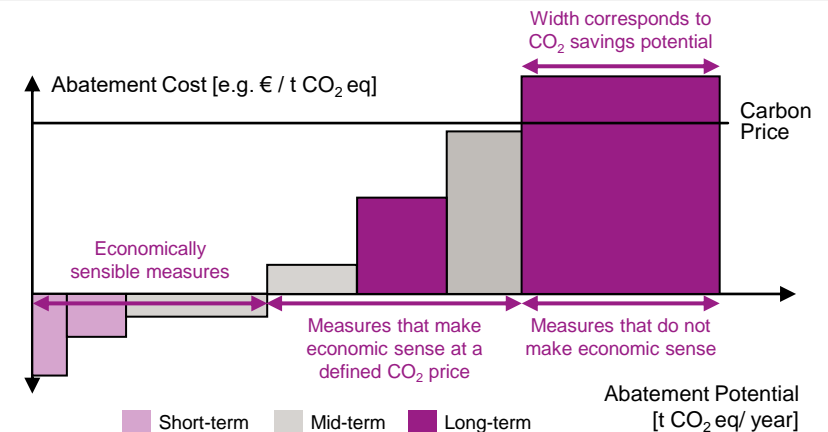 Width corresponds to
CO₂ savings potential
Abatement Cost [e.g. € / t CO₂ eq]
Carbon
Price
Economically
sensible measures
Measures that make
economic sense at a
defined CO₂ price
Measures that do not
make economic sense
Abatement Potential
[t CO₂ eq/ year]
Short-term
Mid-term
Long-term